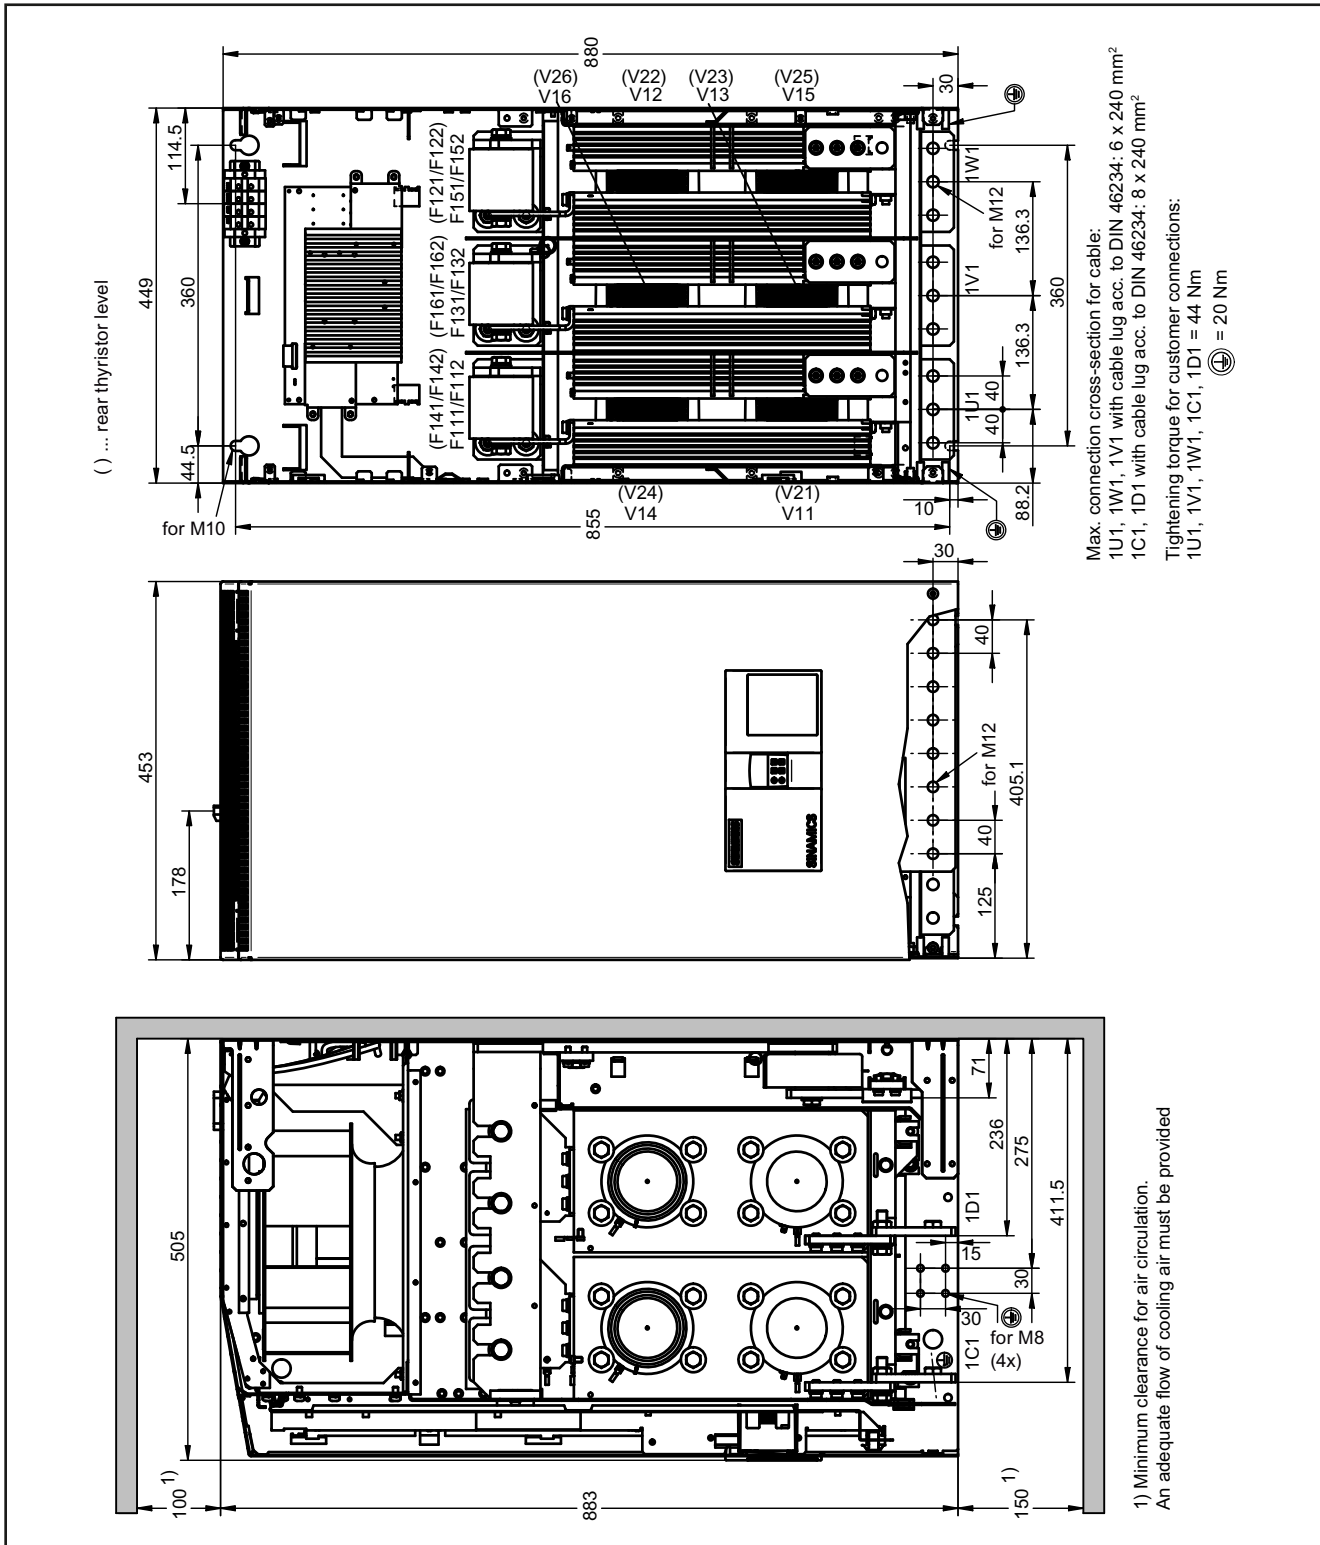 880
(V26)
V16
(V22)
V12
(V23)
V13
(V25)
V15
30
449
114.5
360
44.5
( ) ... rear thyristor level
(F121/F122)
F151/F152
(F161/F162)
F131/F132
(F141/F142)
F111/F112
1W1
for M12
136.3
1V1
136.3
360
1U1
40
40
88.2
10
for M10
855
(V24)
V14
(V21)
V11
Max. connection cross-section for cable:
1U1, 1W1, 1V1 with cable lug acc. to DIN 46234: 6 x 240 mm²
1C1, 1D1 with cable lug acc. to DIN 46234: 8 x 240 mm²
Tightening torque for customer connections:
1U1, 1V1, 1W1, 1C1, 1D1 = 44 Nm
= 20 Nm
453
178
30
40
for M12
405.1
40
125
SINAMICS
505
71
236
275
411.5
1D1
15
30
30
for M8
(4x)
1C1
100 1)
883
150 1)
1) Minimum clearance for air circulation.
An adequate flow of cooling air must be provided